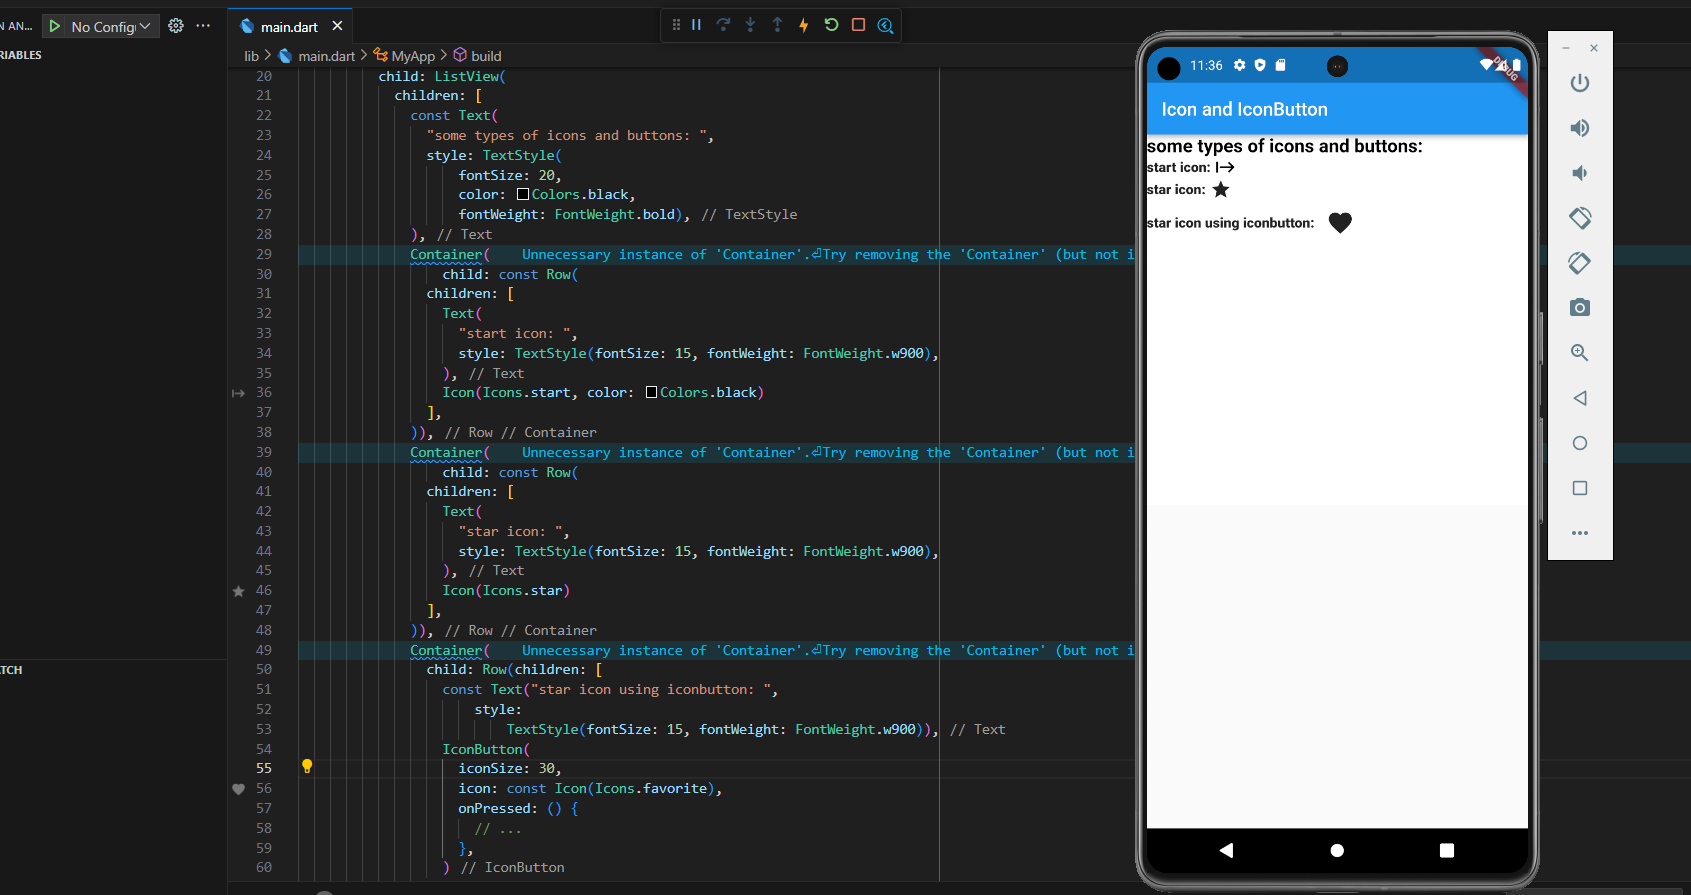 N AN...
No Config
main.dart
RIABLES
lib > main.dart > MyApp > build
20 child: ListView(
21 children: [
22 const Text(
23 "some types of icons and buttons: ",
24 style: TextStyle(
25 fontSize: 20,
26 color: Colors.black,
27 fontWeight: FontWeight.bold), // TextStyle
28 ), // Text
29 Container( Unnecessary instance of 'Container'.⏎Try removing the 'Container' (but not i
30 child: const Row(
31 children: [
32 Text(
33 "start icon: ",
34 style: TextStyle(fontSize: 15, fontWeight: FontWeight.w900),
35 ), // Text
36 Icon(Icons.start, color: Colors.black)
37 ],
38 )), // Row // Container
39 Container( Unnecessary instance of 'Container'.⏎Try removing the 'Container' (but not i
40 child: const Row(
41 children: [
42 Text(
43 "star icon: ",
44 style: TextStyle(fontSize: 15, fontWeight: FontWeight.w900),
45 ), // Text
46 Icon(Icons.star)
47 ],
48 )), // Row // Container
49 Container( Unnecessary instance of 'Container'.⏎Try removing the 'Container' (but not i
50 child: Row(children: [
51 const Text("star icon using iconbutton: ",
52 style:
53 TextStyle(fontSize: 15, fontWeight: FontWeight.w900)), // Text
54 IconButton(
55 iconSize: 30,
56 icon: const Icon(Icons.favorite),
57 onPressed: () {
58 // ...
59 },
60 ) // IconButton
TCH
11:36
DEBUG
Icon and IconButton
some types of icons and buttons:
start icon:
star icon:
star icon using iconbutton: